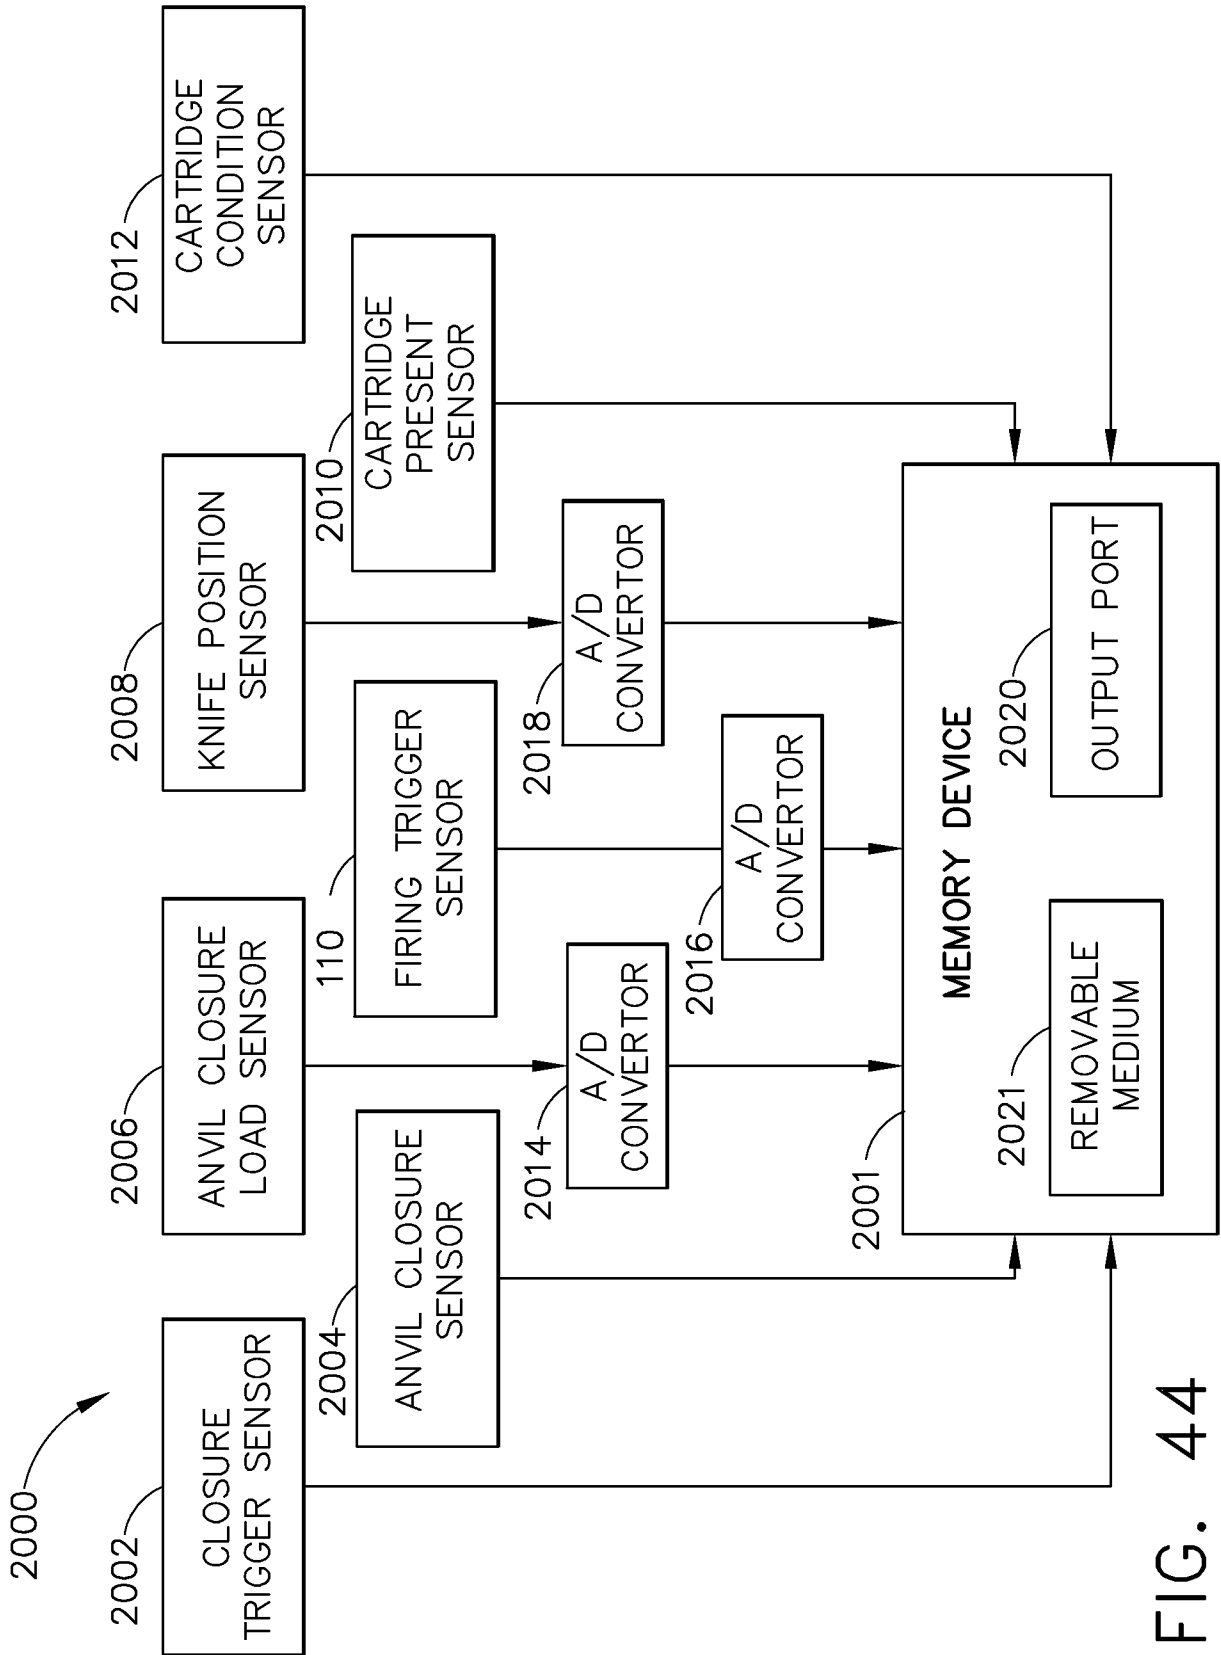 2000
2002
CLOSURE
TRIGGER SENSOR
2006
ANVIL CLOSURE
LOAD SENSOR
2008
KNIFE POSITION
SENSOR
2012
CARTRIDGE
CONDITION
SENSOR
2004
ANVIL CLOSURE
SENSOR
110
FIRING TRIGGER
SENSOR
2010
CARTRIDGE
PRESENT
SENSOR
2014
A/D
CONVERTOR
2018
A/D
CONVERTOR
2016
A/D
CONVERTOR
2001
MEMORY DEVICE
2021
REMOVABLE
MEDIUM
2020
OUTPUT PORT
FIG. 44